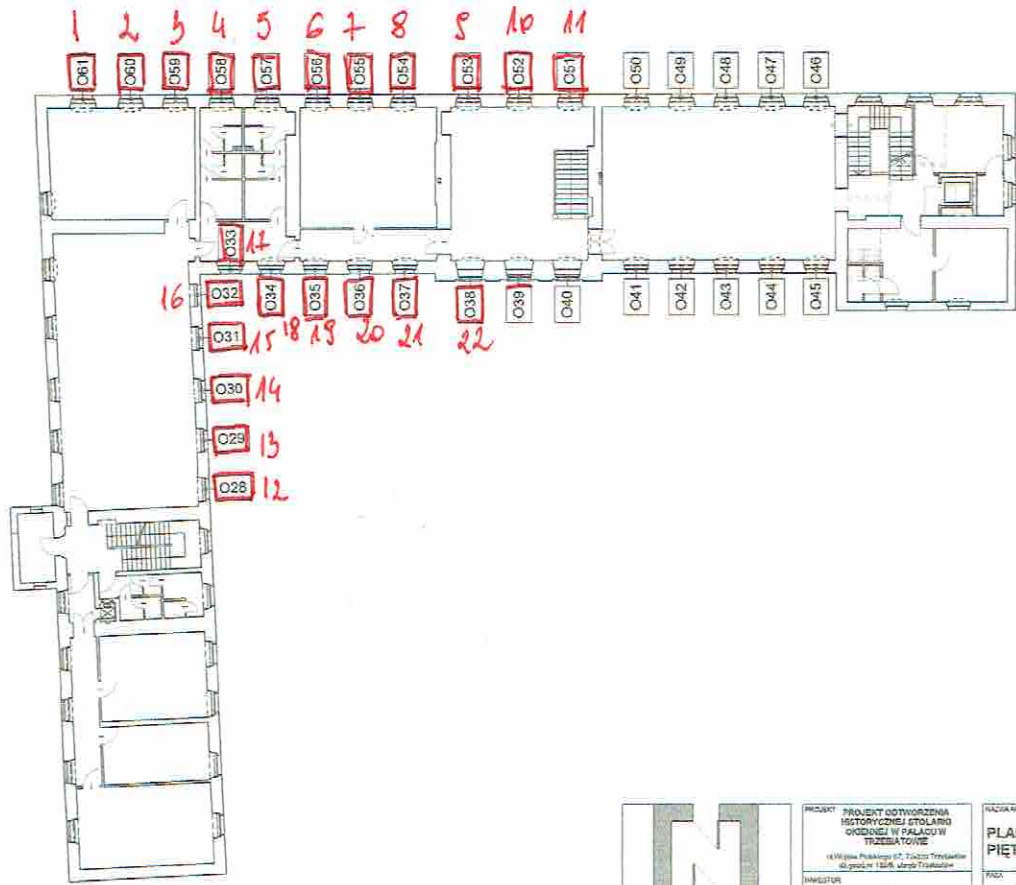 1 2 3 4 5 6 7 8 9 10 11
O61 O60 O59 O58 O57 O56 O55 O54 O53 O52 O51 O50 O49 O48 O47 O46
O33 17
16 O32 O34 O35 O36 O37 O38 O39 O40 O41 O42 O43 O44 O45
O31 15 18 19 20 21 22
O30 14
O29 13
O28 12
N
PROJEKT PROJEKT ODTWORZENIA
HISTORYCZNEJ STOLARKI
OKIENNEJ W PAŁACU W
TRZEBIATOWIE
INWESTOR
PIĘT
FAZA